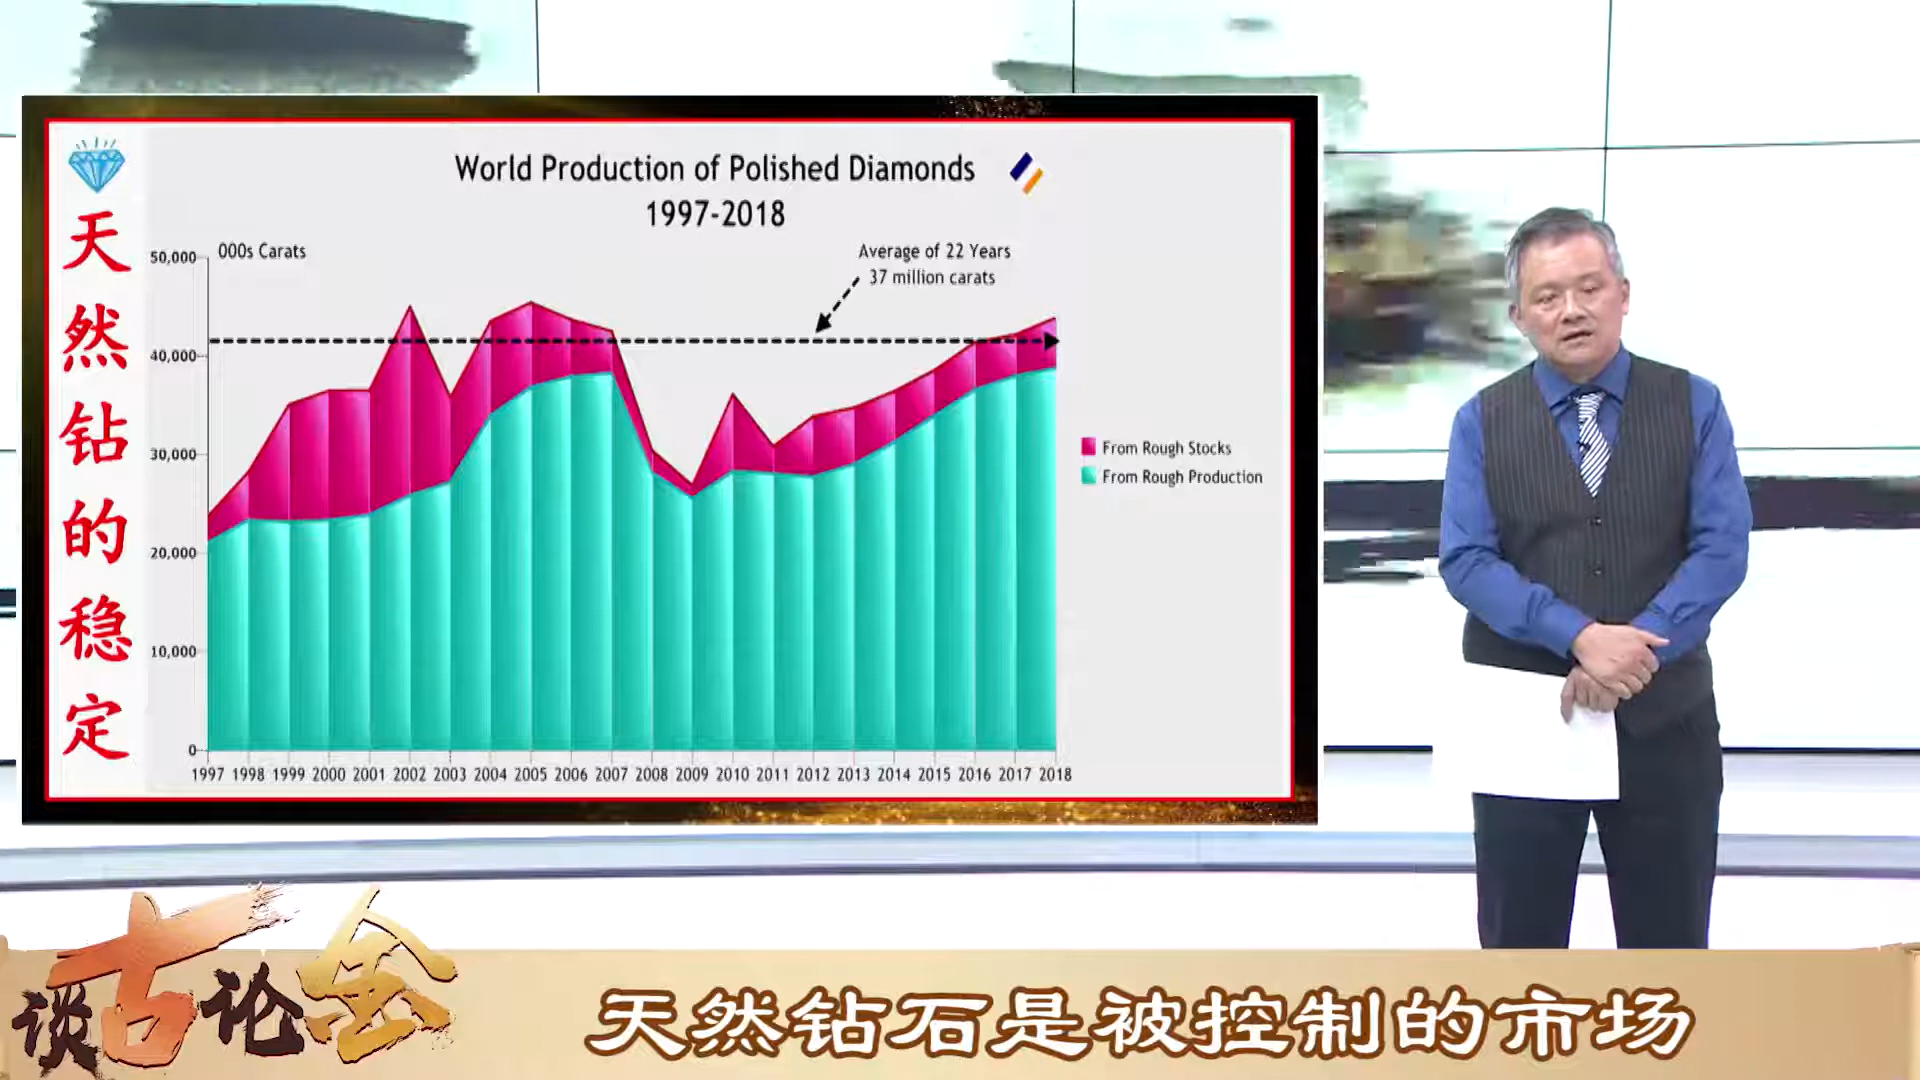 天然钻的稳定
World Production of Polished Diamonds
1997-2018
000s Carats
Average of 22 Years
37 million carats
50,000
40,000
30,000
20,000
10,000
0
From Rough Stocks
From Rough Production
1997 1998 1999 2000 2001 2002 2003 2004 2005 2006 2007 2008 2009 2010 2011 2012 2013 2014 2015 2016 2017 2018
谈古论金
天然钻石是被控制的市场